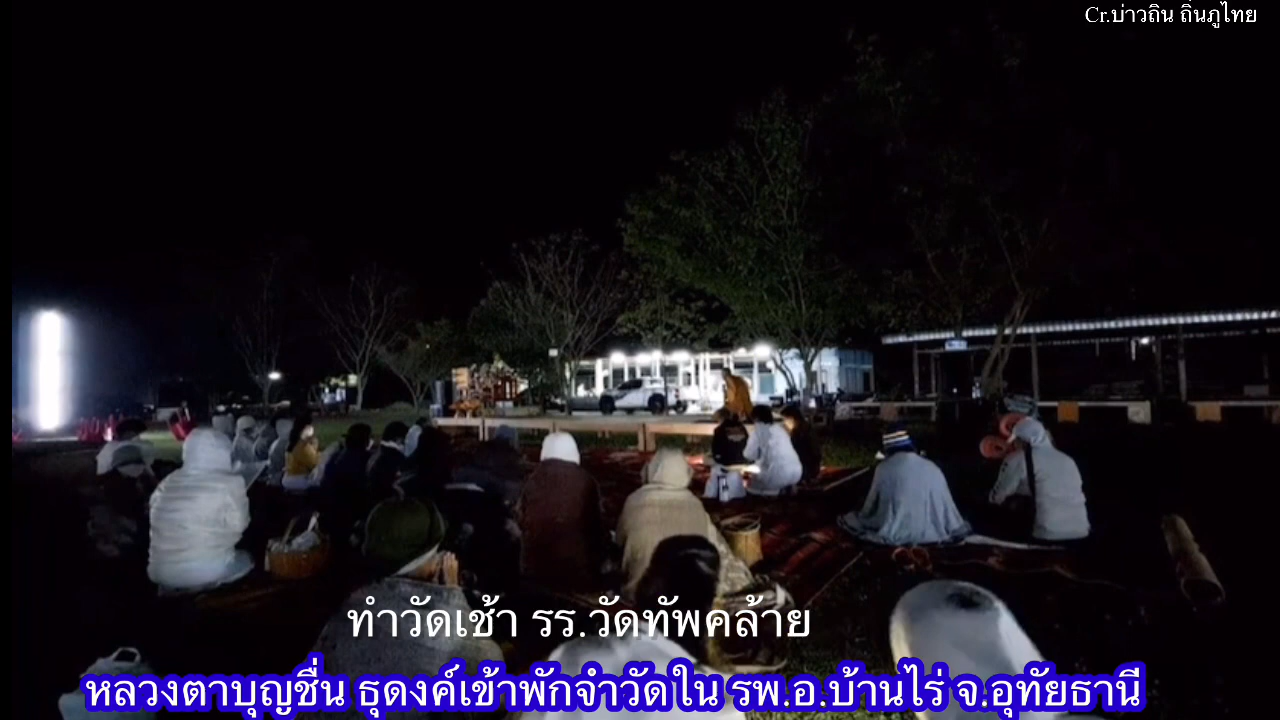 Cr.บ่าวถิน ถิ่นภูไทย
ทำวัดเช้า รร.วัดทัพคล้าย
หลวงตาบุญชื่น ธุดงค์เข้าพักจำวัดใน รพ.อ.บ้านไร่ จ.อุทัยธานี